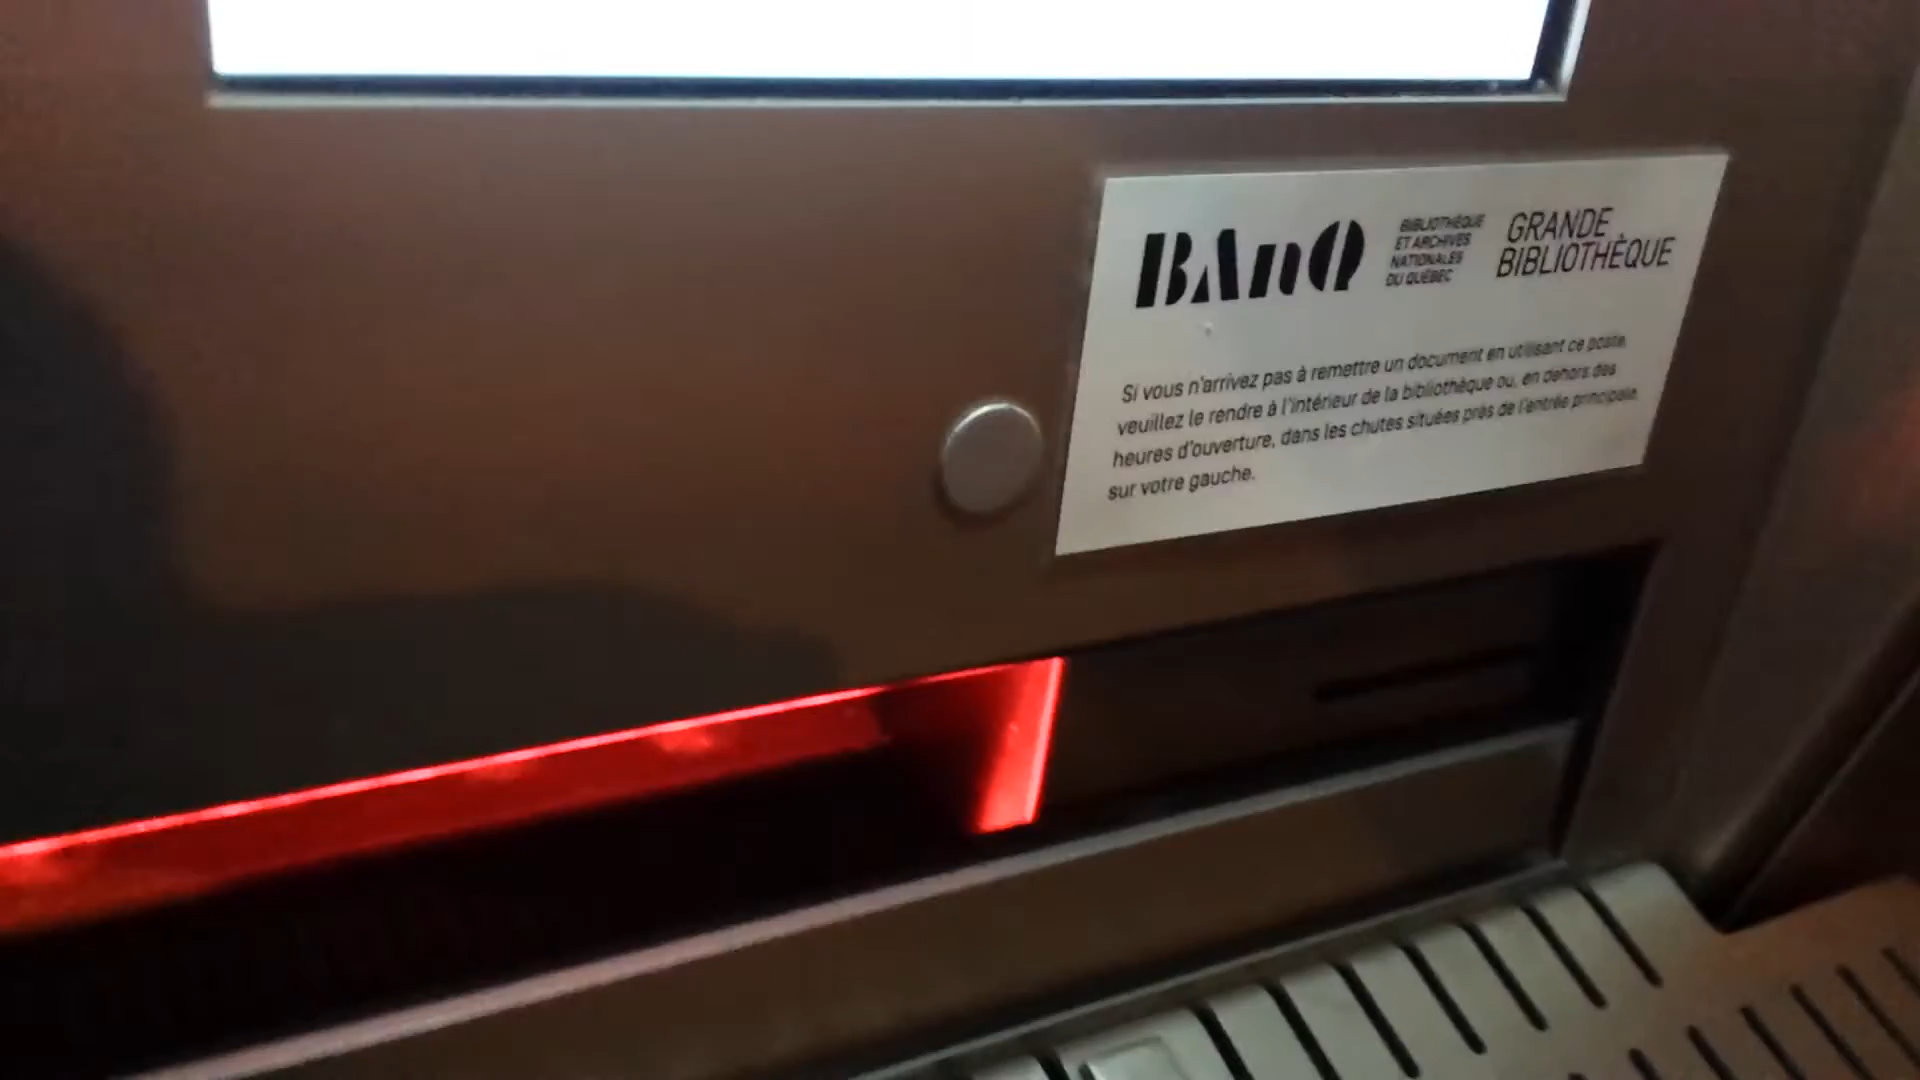 BAnQ
BIBLIOTHÈQUE
ET ARCHIVES
NATIONALES
DU QUÉBEC
GRANDE
BIBLIOTHÈQUE
Si vous n'arrivez pas à remettre un document en utilisant ce poste,
veuillez le rendre à l'intérieur de la bibliothèque ou, en dehors des
heures d'ouverture, dans les chutes situées près de l'entrée principale,
sur votre gauche.